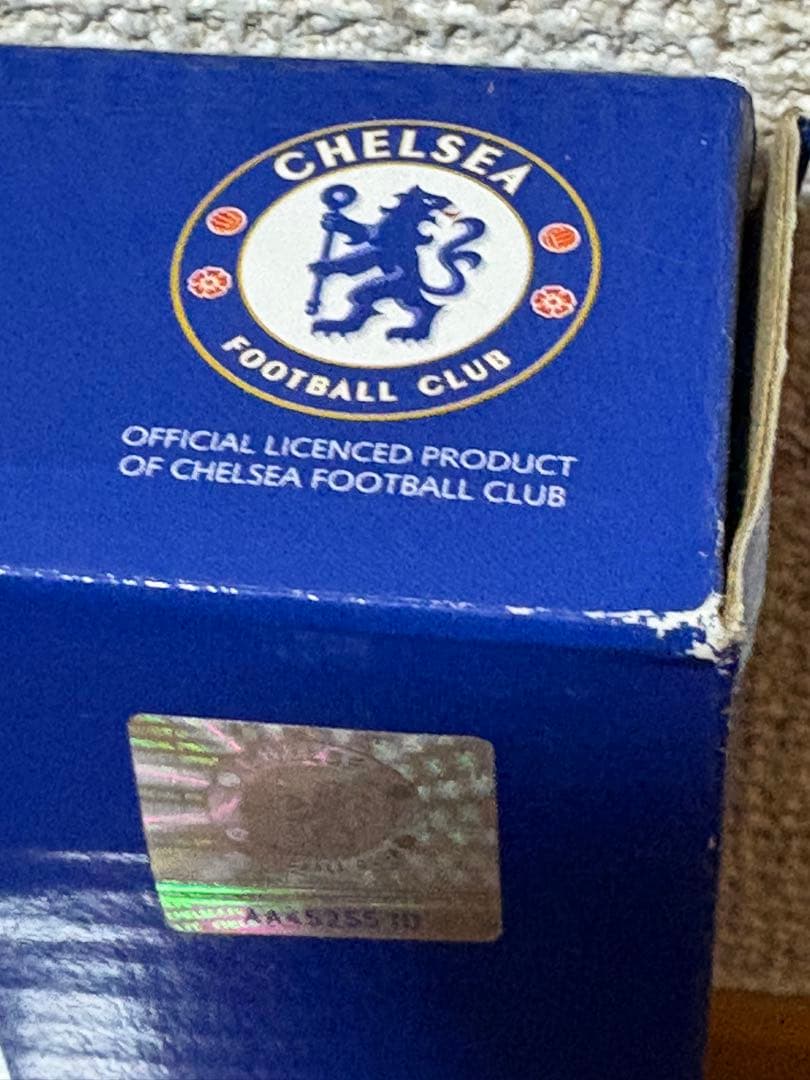 CHELSEA
FOOTBALL CLUB
OFFICIAL LICENCED PRODUCT
OF CHELSEA FOOTBALL CLUB